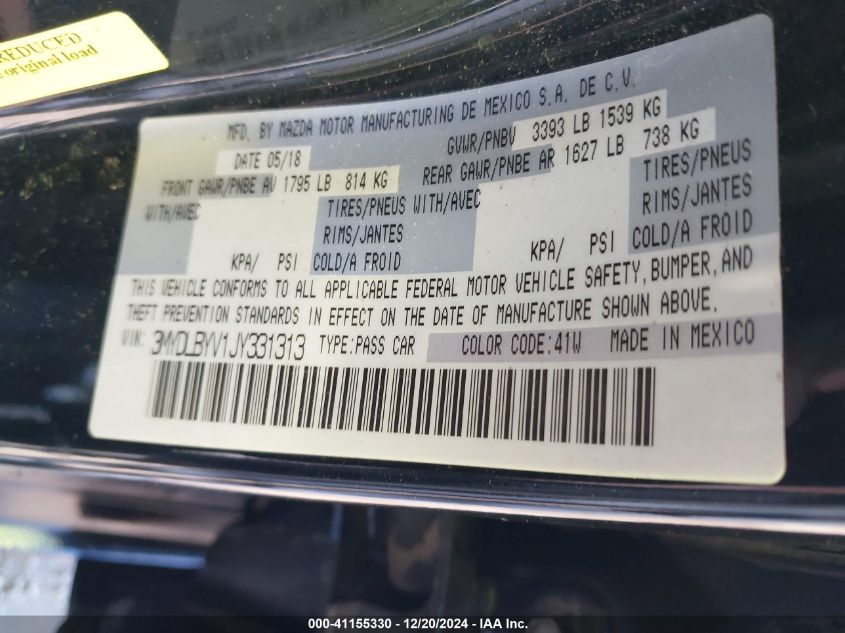 REDUCED
original load
MFD. BY MAZDA MOTOR MANUFACTURING DE MEXICO S.A. DE C.V.
DATE 05/18 GVWR/PNBV 3393 LB 1539 KG
FRONT GAWR/PNBE AV 1795 LB 814 KG REAR GAWR/PNBE AR 1627 LB 738 KG
WITH/AVEC TIRES/PNEUS WITH/AVEC TIRES/PNEUS
RIMS/JANTES RIMS/JANTES
KPA/ PSI COLD/A FROID KPA/ PSI COLD/A FROID
THIS VEHICLE CONFORMS TO ALL APPLICABLE FEDERAL MOTOR VEHICLE SAFETY, BUMPER, AND
THEFT PREVENTION STANDARDS IN EFFECT ON THE DATE OF MANUFACTURE SHOWN ABOVE.
VIN: 3MYDLBYV1JY331313 TYPE:PASS CAR COLOR CODE:41W MADE IN MEXICO
000-41155330 - 12/20/2024 - IAA Inc.